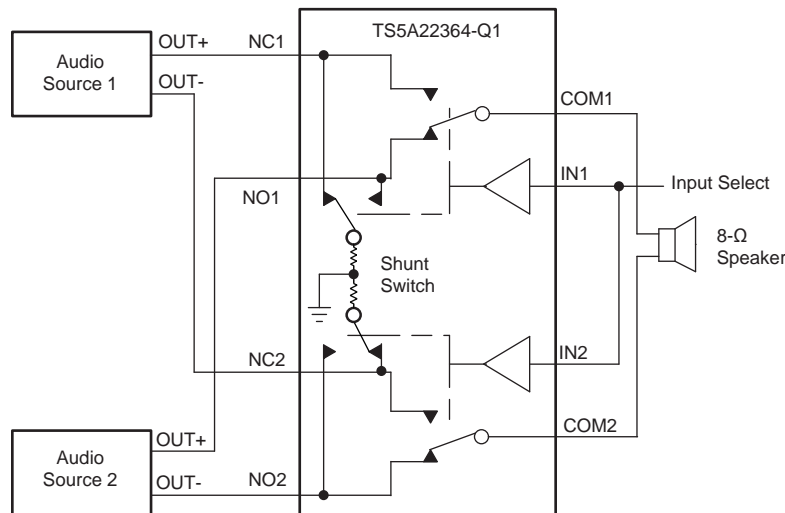 TS5A22364-Q1
OUT+
NC1
Audio
Source 1
OUT-
COM1
IN1
Input Select
NO1
8-Ω
Speaker
Shunt
Switch
NC2
IN2
COM2
OUT+
Audio
Source 2
OUT-
NO2